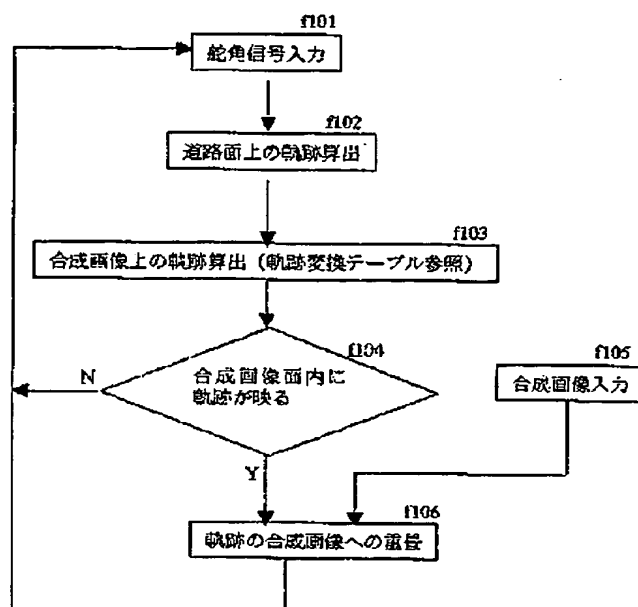 f101
舵角信号入力
f102
道路面上の軌跡算出
f103
合成画像上の軌跡算出(軌跡変換テーブル参照)
f104
合成画像面内に
軌跡が映る
N
Y
f105
合成画像入力
f106
軌跡の合成画像への重畳